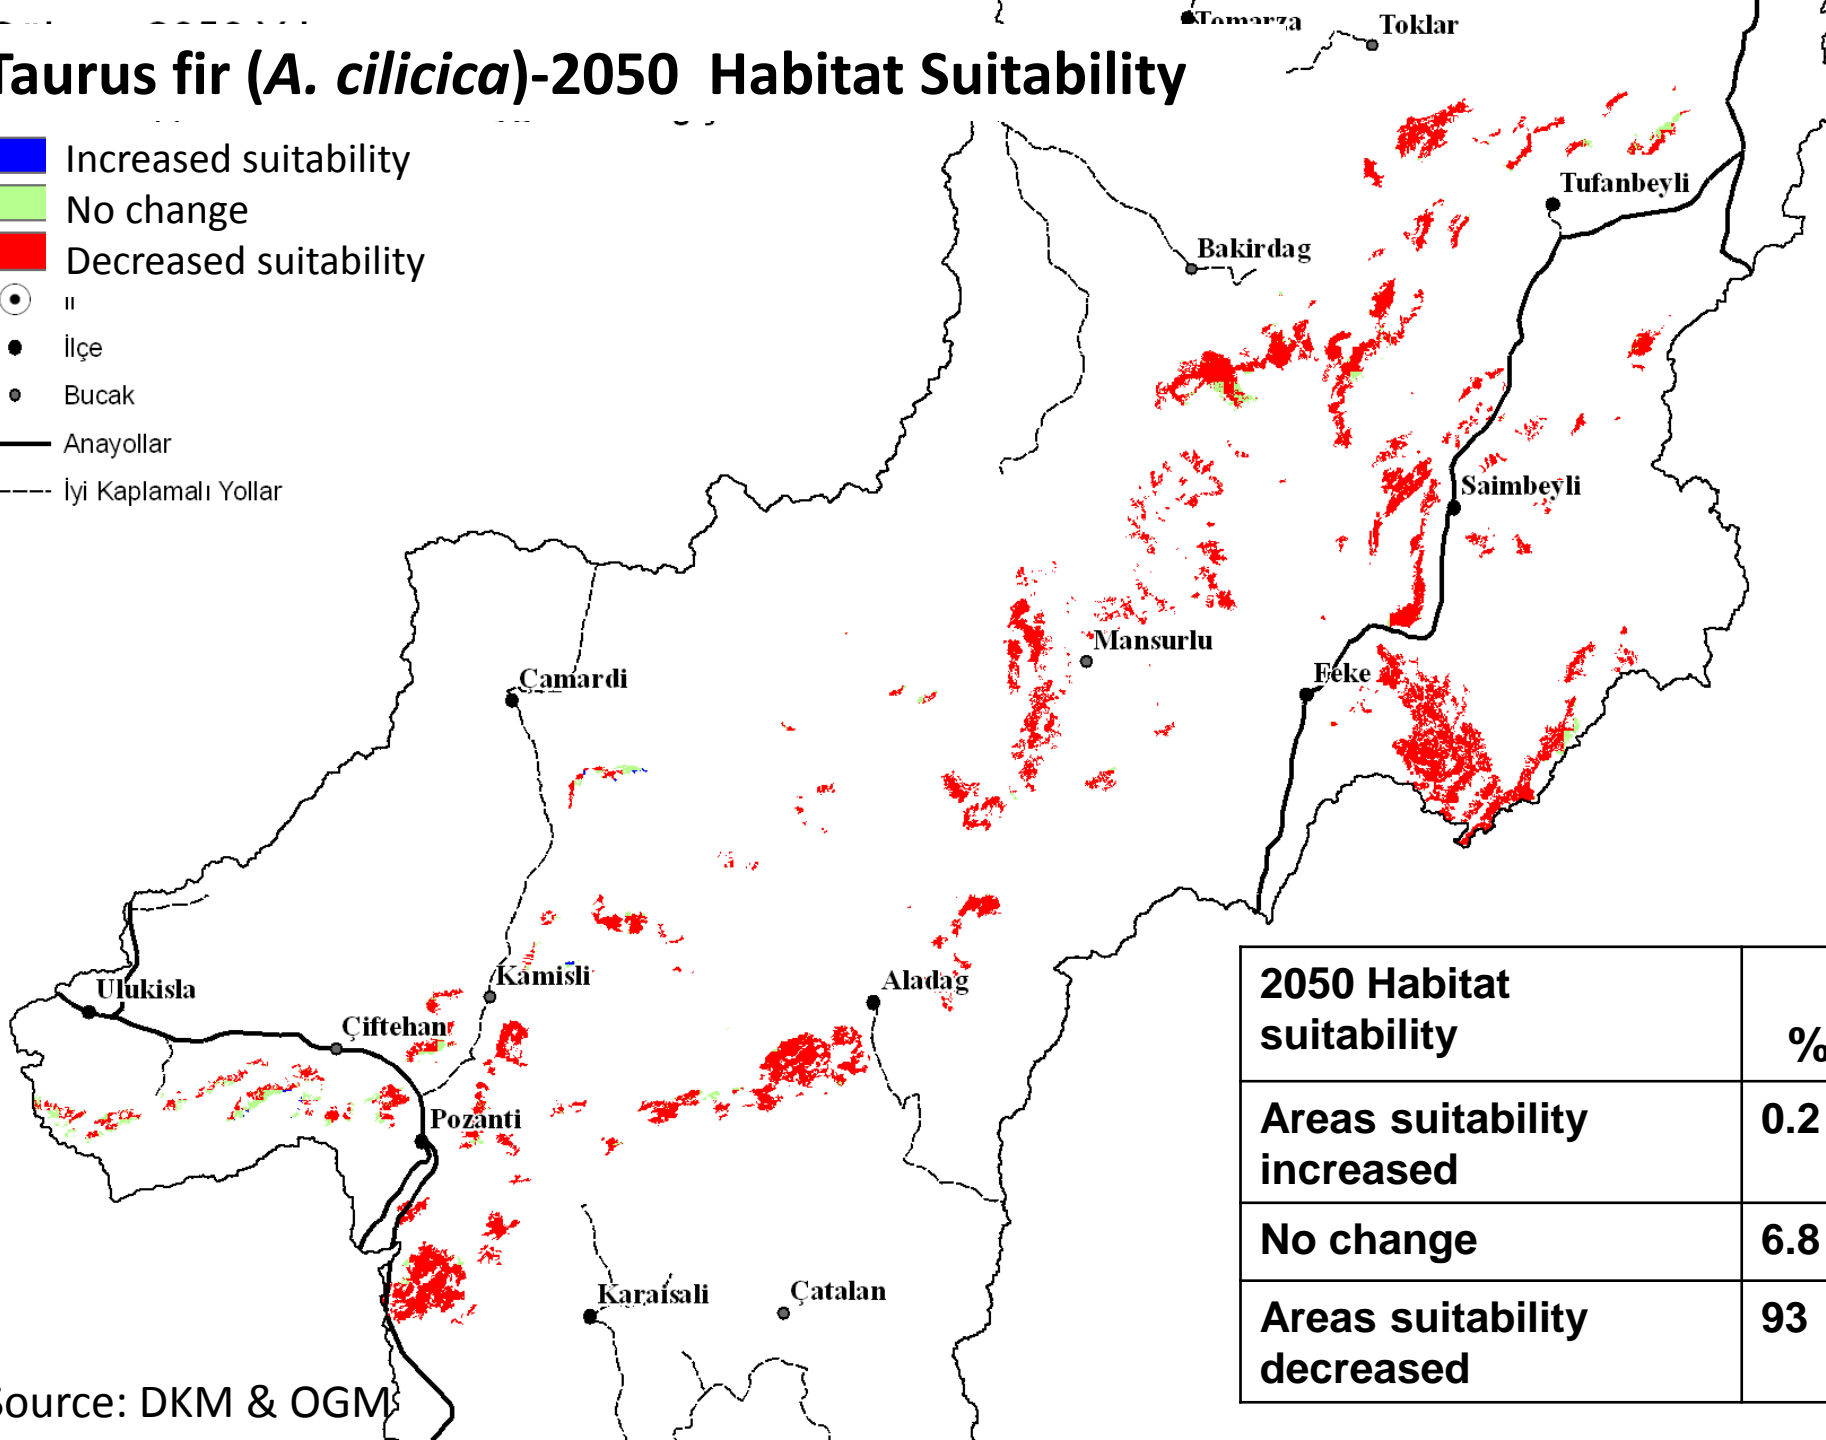 Tomarza
Toklar
Taurus fir (A. cilicica)-2050 Habitat Suitability
Increased suitability
No change
Decreased suitability
İlçe
Bucak
Anayollar
İyi Kaplamalı Yollar
Tufanbeyli
Bakirdag
Saimbeyli
Mansurlu
Feke
Camardi
Ulukisla
Kamisli
Çiftehan
Aladag
Pozanti
Karaisali
Çatalan
2050 Habitat
suitability
%
Areas suitability
increased
0.2
No change
6.8
Areas suitability
decreased
93
Source: DKM & OGM